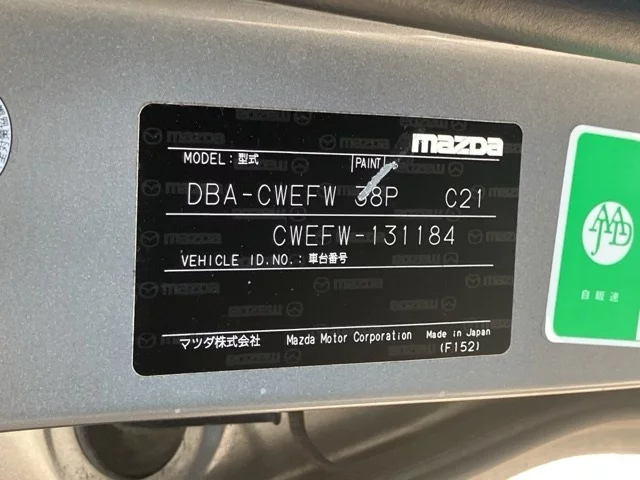 mazda
MODEL: 型式 PAINT
DBA-CWEFW 38P C21
CWEFW-131184
VEHICLE ID.NO.: 車台番号
マツダ株式会社 Mazda Motor Corporation Made in Japan
(F152)
自販連